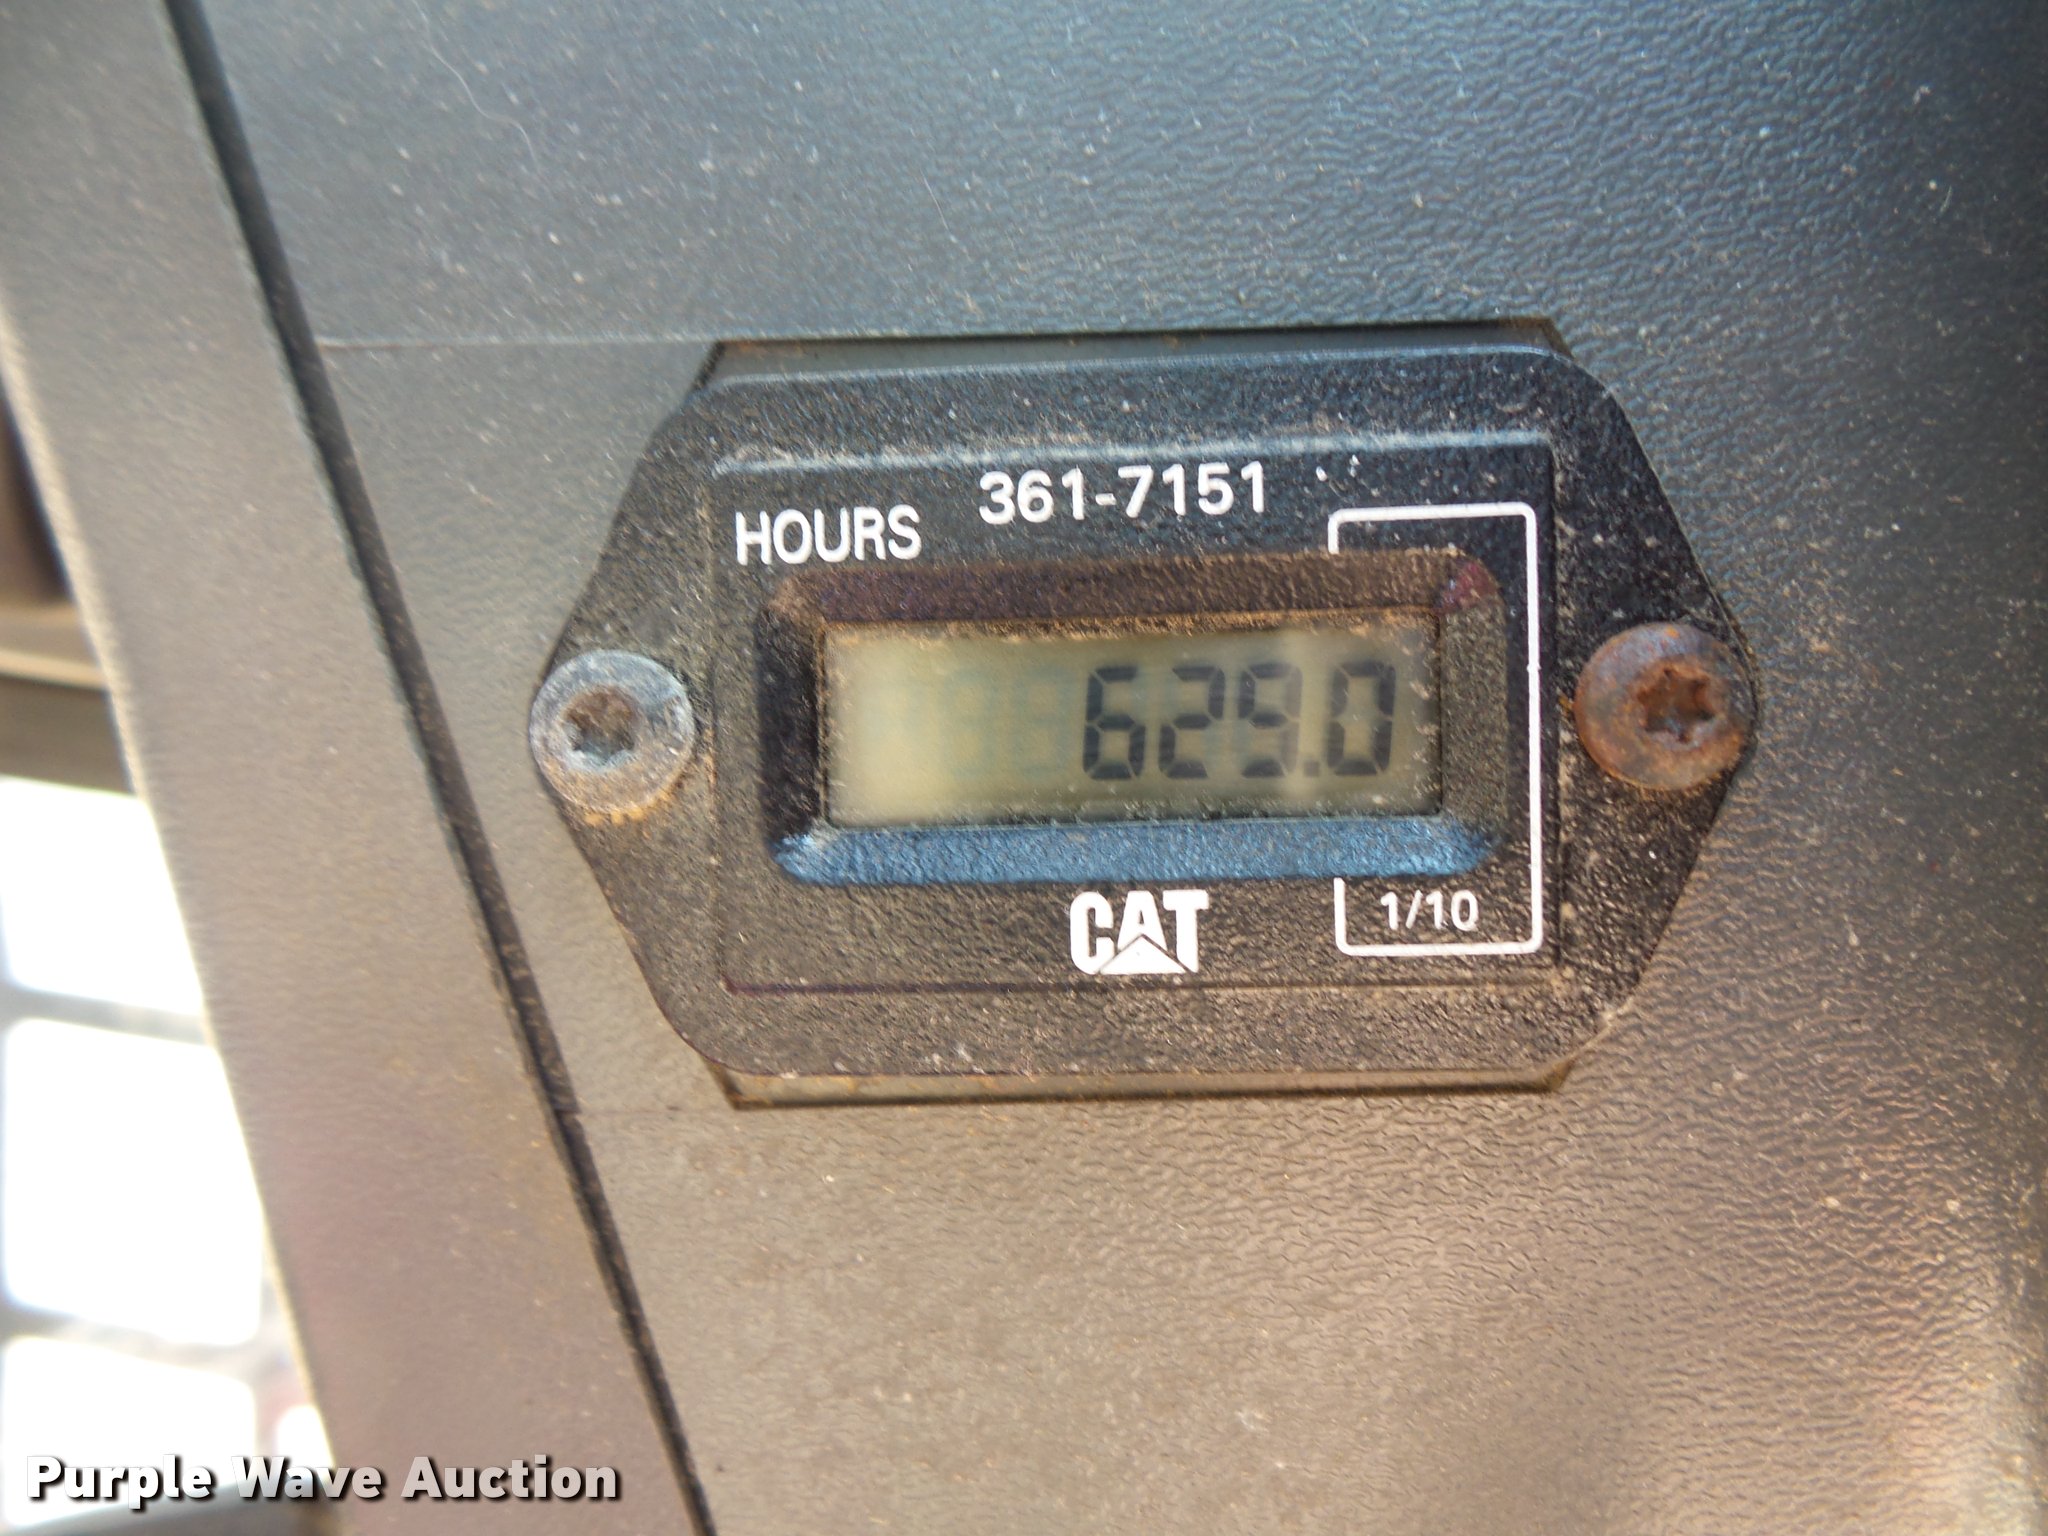 361-7151
HOURS
629.0
CAT
1/10
Purple Wave Auction